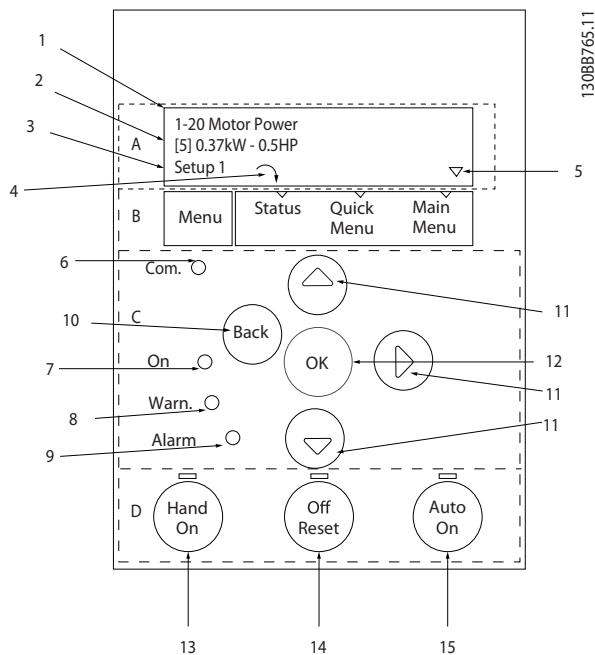 130BB765.11
1
2
3
4
5
A
1-20 Motor Power
[5] 0.37kW - 0.5HP
Setup 1
B
Menu
Status
Quick
Menu
Main
Menu
6
Com.
C
11
10
Back
OK
12
7
On
11
8
Warn.
11
9
Alarm
D
Hand
On
Off
Reset
Auto
On
13
14
15